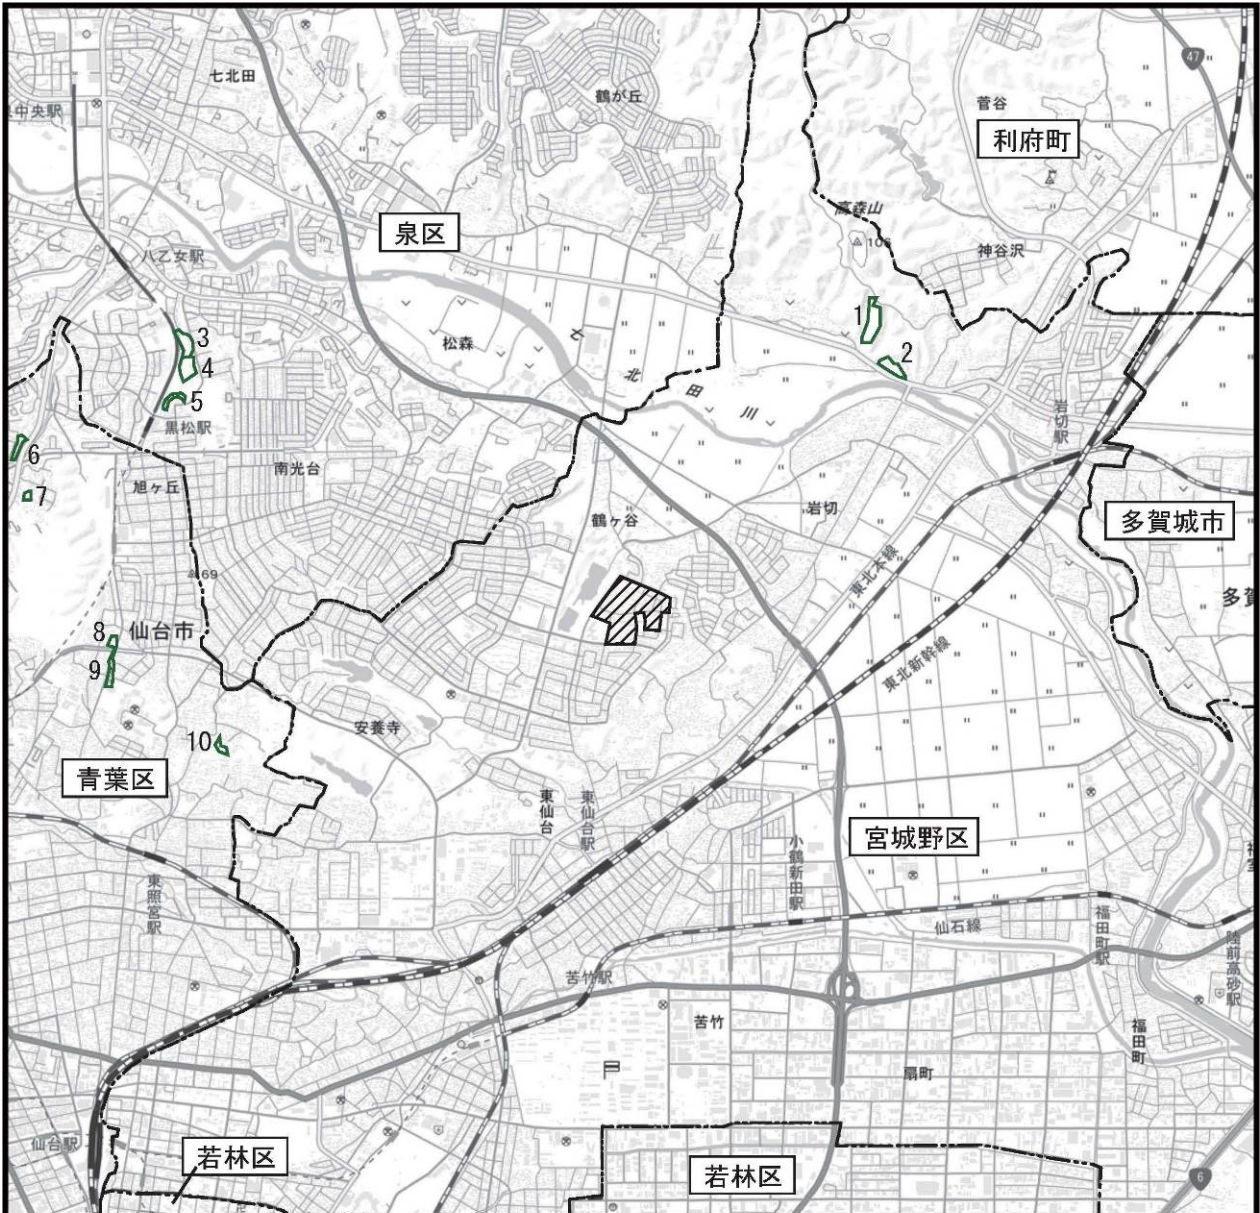 七北田
鶴が丘
47
菅谷
利府町
中央駅
高森山
泉区
神谷沢
八乙女駅
1
3
松森
七
北
田
川
2
4
5
黒松駅
岩切駅
6
南光台
旭ヶ丘
7
鶴ヶ谷
岩切
多賀城市
69
東北本線
多賀
8
仙台市
9
東北新幹線
10
安養寺
青葉区
東仙台
東仙台駅
小鶴新田駅
宮城野区
東照宮駅
仙石線
福田町駅
陸前高砂駅
苦竹駅
苦竹
福田町
扇町
仙台駅
若林区
若林区
6